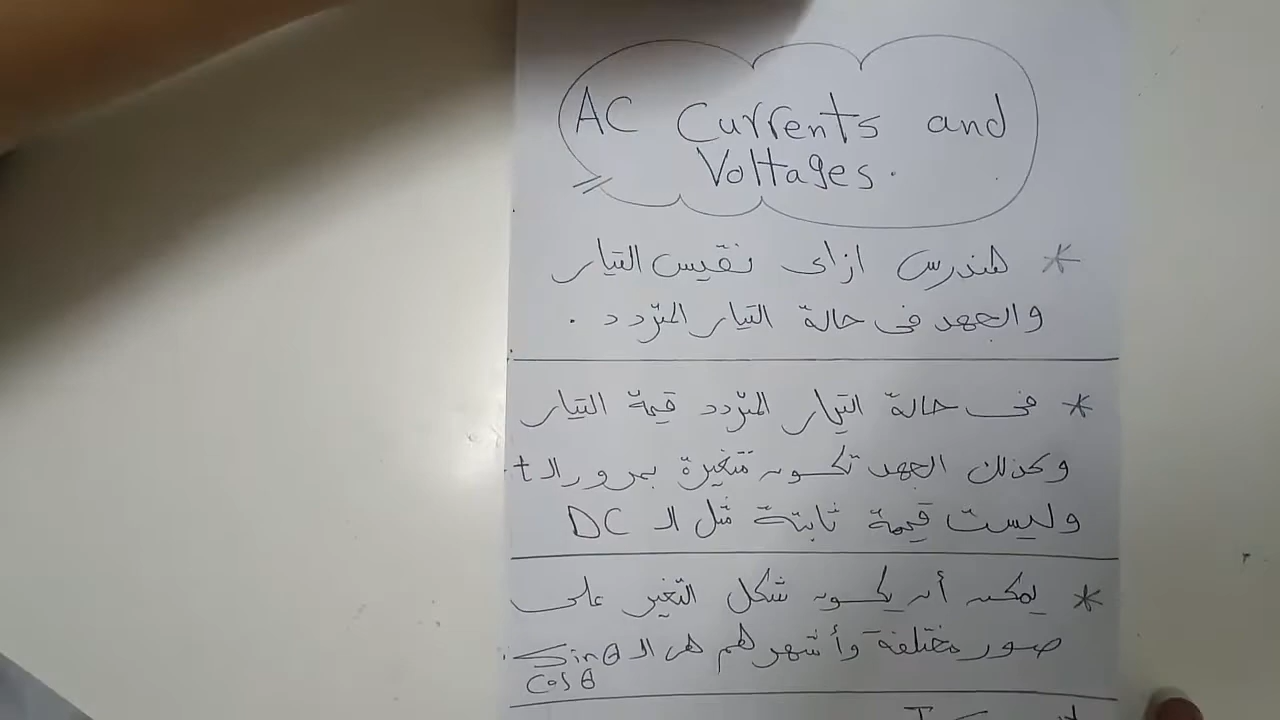 AC Currents and
Voltages.
* هندرس ازاى نقيس التيار
والجهد فى حالة التيار المتردد .
* فى حالة التيار المتردد قيمة التيار
وكذلك الجهد تكون متغيرة بمرور الـ t
وليست قيمة ثابتة مثل الـ DC
* يمكن أن يكون شكل التغير على
صور مختلفة وأشهرهم هى الـ Sinθ
Cosθ